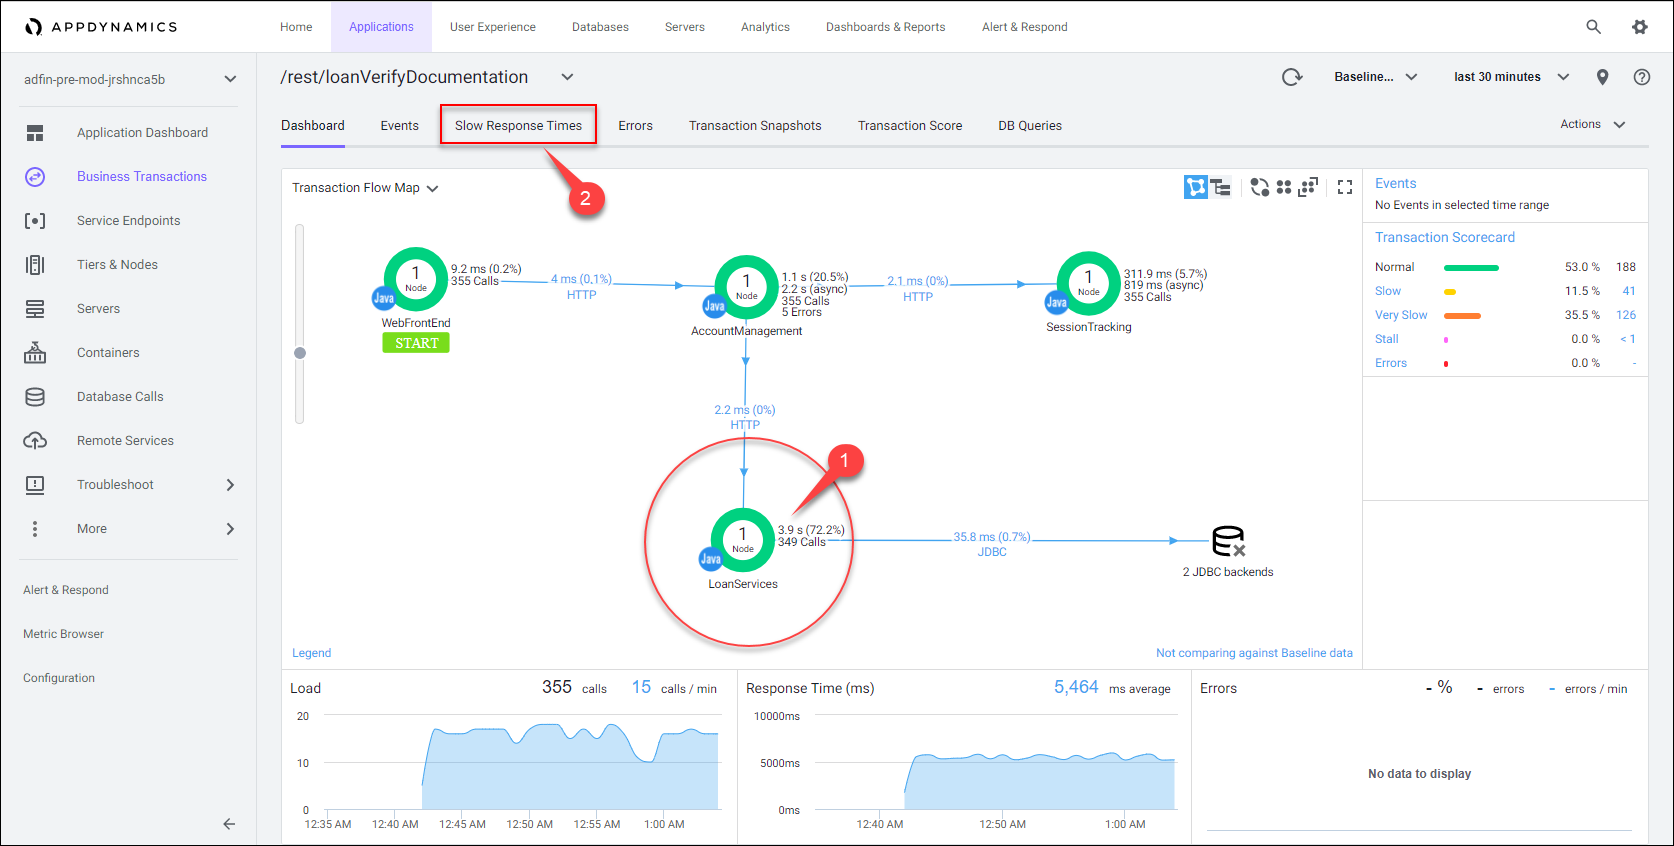 APPDYNAMICS
Home
Applications
User Experience
Databases
Servers
Analytics
Dashboards & Reports
Alert & Respond
adfin-pre-mod-jrshnca5b
Application Dashboard
Business Transactions
Service Endpoints
Tiers & Nodes
Servers
Containers
Database Calls
Remote Services
Troubleshoot
More
Alert & Respond
Metric Browser
Configuration
/rest/loanVerifyDocumentation
Baseline...
last 30 minutes
Dashboard
Events
Slow Response Times
Errors
Transaction Snapshots
Transaction Score
DB Queries
Actions
2
Transaction Flow Map
1
Node
Java
9.2 ms (0.2%)
355 Calls
WebFrontEnd
START
4 ms (0.1%)
HTTP
1
Node
Java
1.1 s (20.5%)
2.2 s (async)
355 Calls
5 Errors
AccountManagement
2.1 ms (0%)
HTTP
1
Node
Java
311.9 ms (5.7%)
819 ms (async)
355 Calls
SessionTracking
2.2 ms (0%)
HTTP
1
1
Node
Java
3.9 s (72.2%)
349 Calls
LoanServices
35.8 ms (0.7%)
JDBC
2 JDBC backends
Legend
Not comparing against Baseline data
Events
No Events in selected time range
Transaction Scorecard
Normal 53.0 % 188
Slow 11.5 % 41
Very Slow 35.5 % 126
Stall 0.0 % < 1
Errors 0.0 % -
Load 355 calls 15 calls / min
20
10
0
12:35 AM 12:40 AM 12:45 AM 12:50 AM 12:55 AM 1:00 AM
Response Time (ms) 5,464 ms average
10000ms
5000ms
0ms
12:40 AM 12:50 AM 1:00 AM
Errors - % - errors - errors / min
No data to display